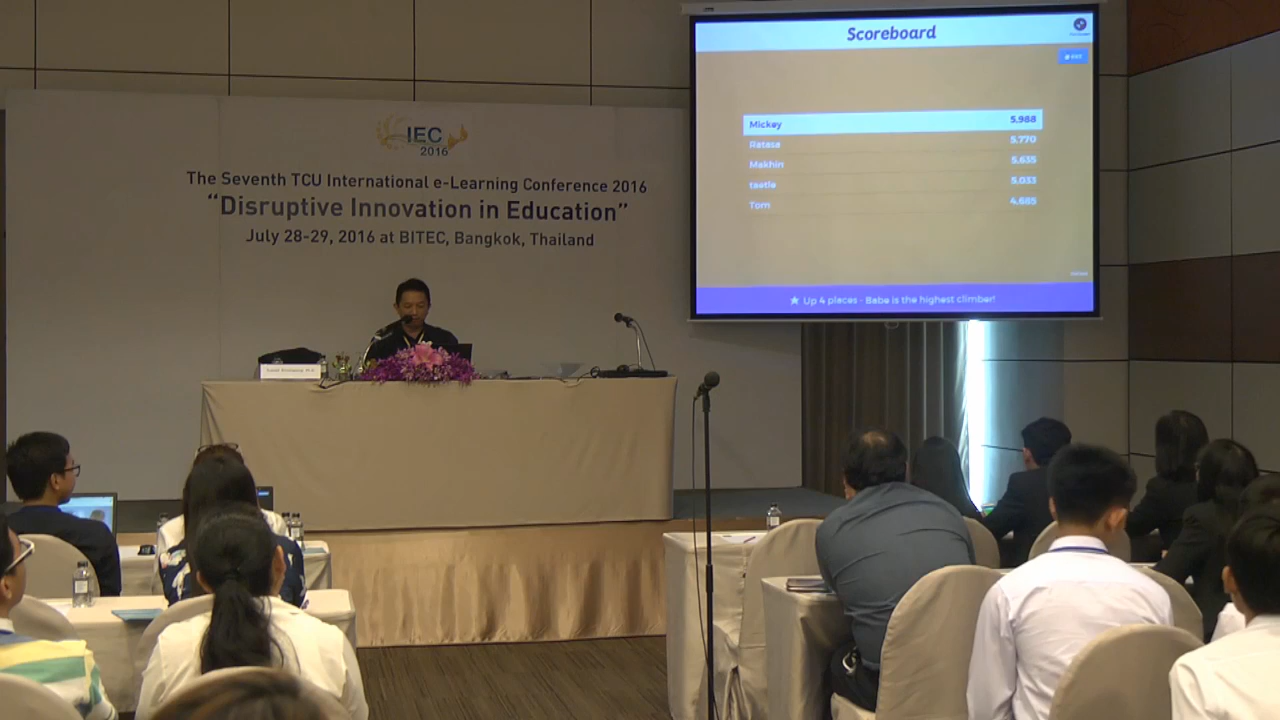 IEC
2016
The Seventh TCU International e-Learning Conference 2016
“Disruptive Innovation in Education”
July 28-29, 2016 at BITEC, Bangkok, Thailand
Scoreboard
Mickey 5,988
Ratasa 5,770
Makhin 5,635
5,033
Tom 4,685
Up 4 places - Babe is the highest climber!